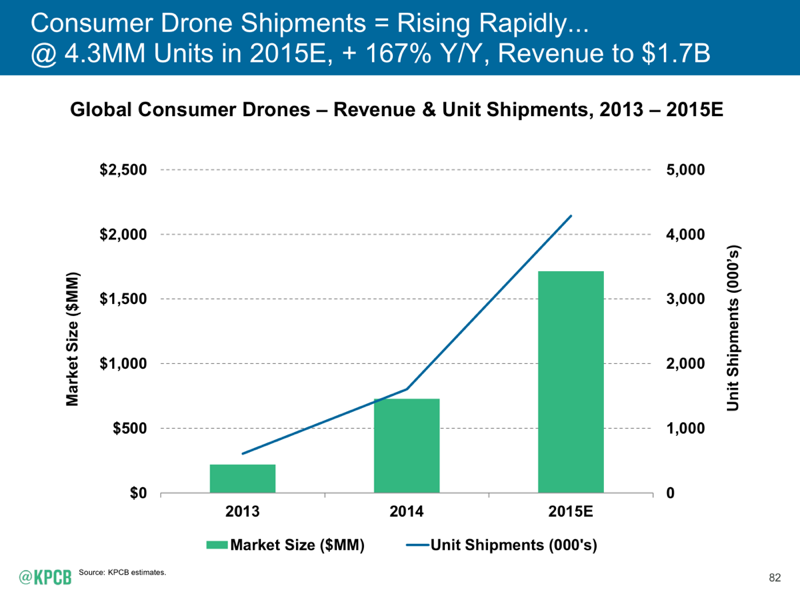 Consumer Drone Shipments = Rising Rapidly...
@ 4.3MM Units in 2015E, + 167% Y/Y, Revenue to $1.7B
Global Consumer Drones – Revenue & Unit Shipments, 2013 – 2015E
$2,500
$2,000
$1,500
$1,000
$500
$0
Market Size ($MM)
5,000
4,000
3,000
2,000
1,000
0
Unit Shipments (000's)
2013 2014 2015E
Market Size ($MM) Unit Shipments (000's)
@KPCB Source: KPCB estimates. 82